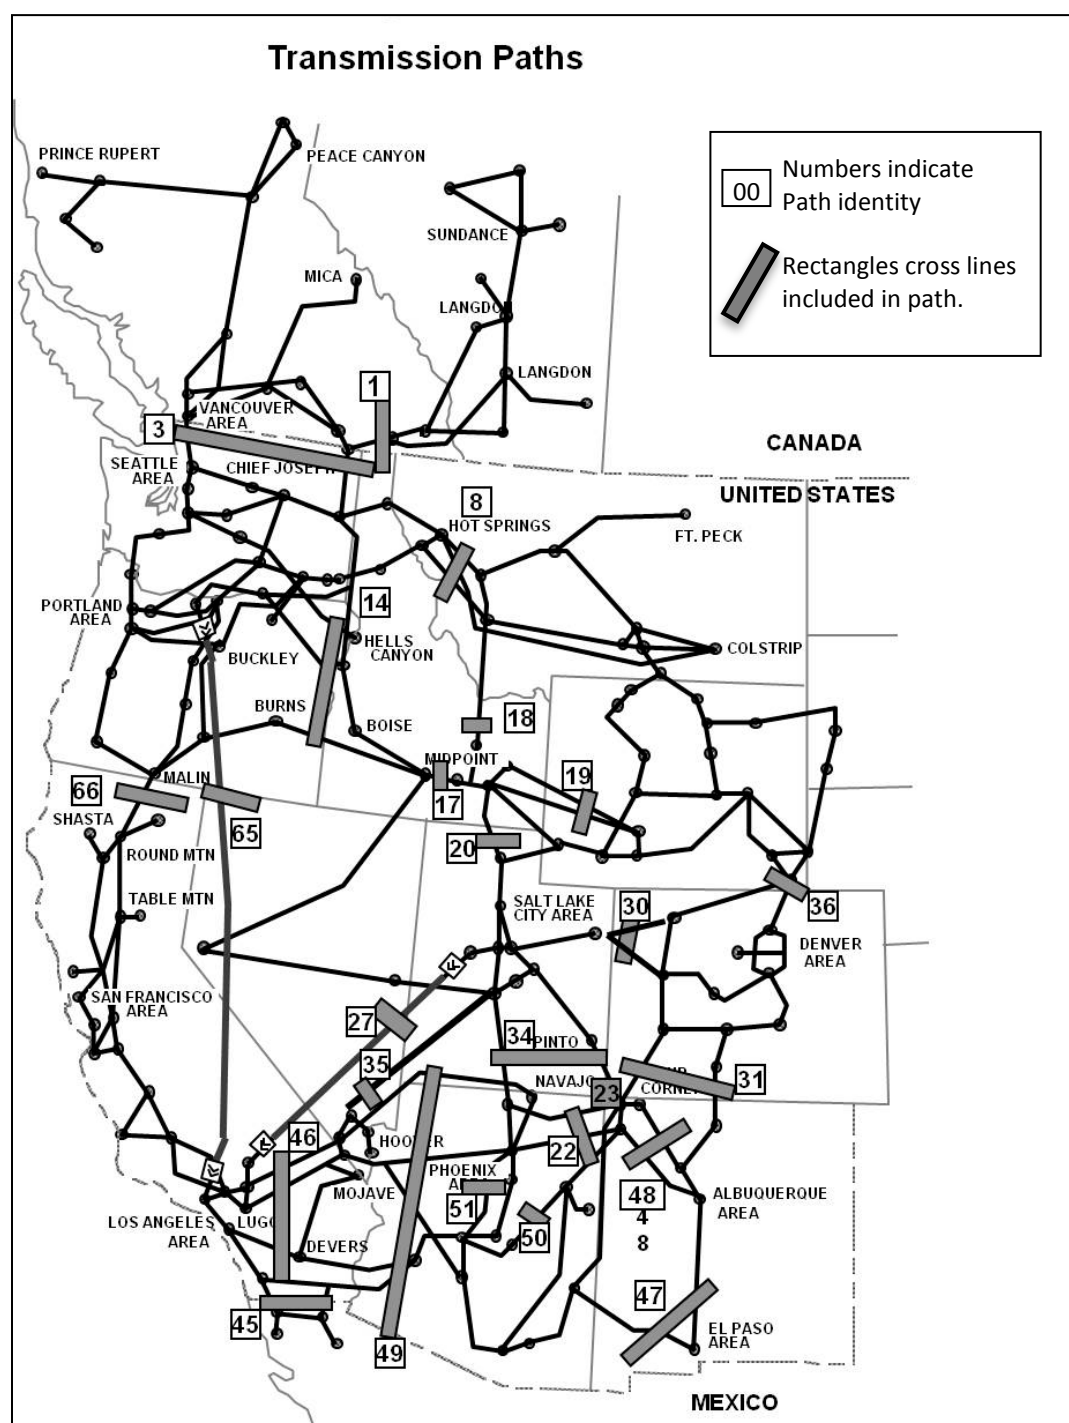 Transmission Paths
00
Numbers indicate
Path identity
Rectangles cross lines
included in path.
PRINCE RUPERT
PEACE CANYON
SUNDANCE
MICA
LANGDON
LANGDON
1
VANCOUVER
AREA
3
CANADA
SEATTLE
AREA
CHIEF JOSEPH
UNITED STATES
8
HOT SPRINGS
FT. PECK
PORTLAND
AREA
14
HELLS
CANYON
BUCKLEY
COLSTRIP
BURNS
BOISE
18
MIDPOINT
MALIN
66
17
19
SHASTA
65
ROUND MTN
20
TABLE MTN
SALT LAKE
CITY AREA
30
36
DENVER
AREA
SAN FRANCISCO
AREA
27
34
PINTO
35
NAVAJO
23
CORNE
31
46
HOOVER
22
PHOENIX
MOJAVE
51
48
4
8
ALBUQUERQUE
AREA
LOS ANGELES
AREA
LUGO
50
DEVERS
47
45
49
EL PASO
AREA
MEXICO